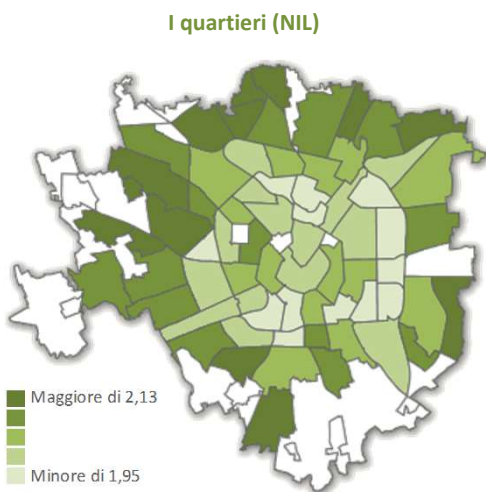 I quartieri (NIL)
Maggiore di 2,13
Minore di 1,95